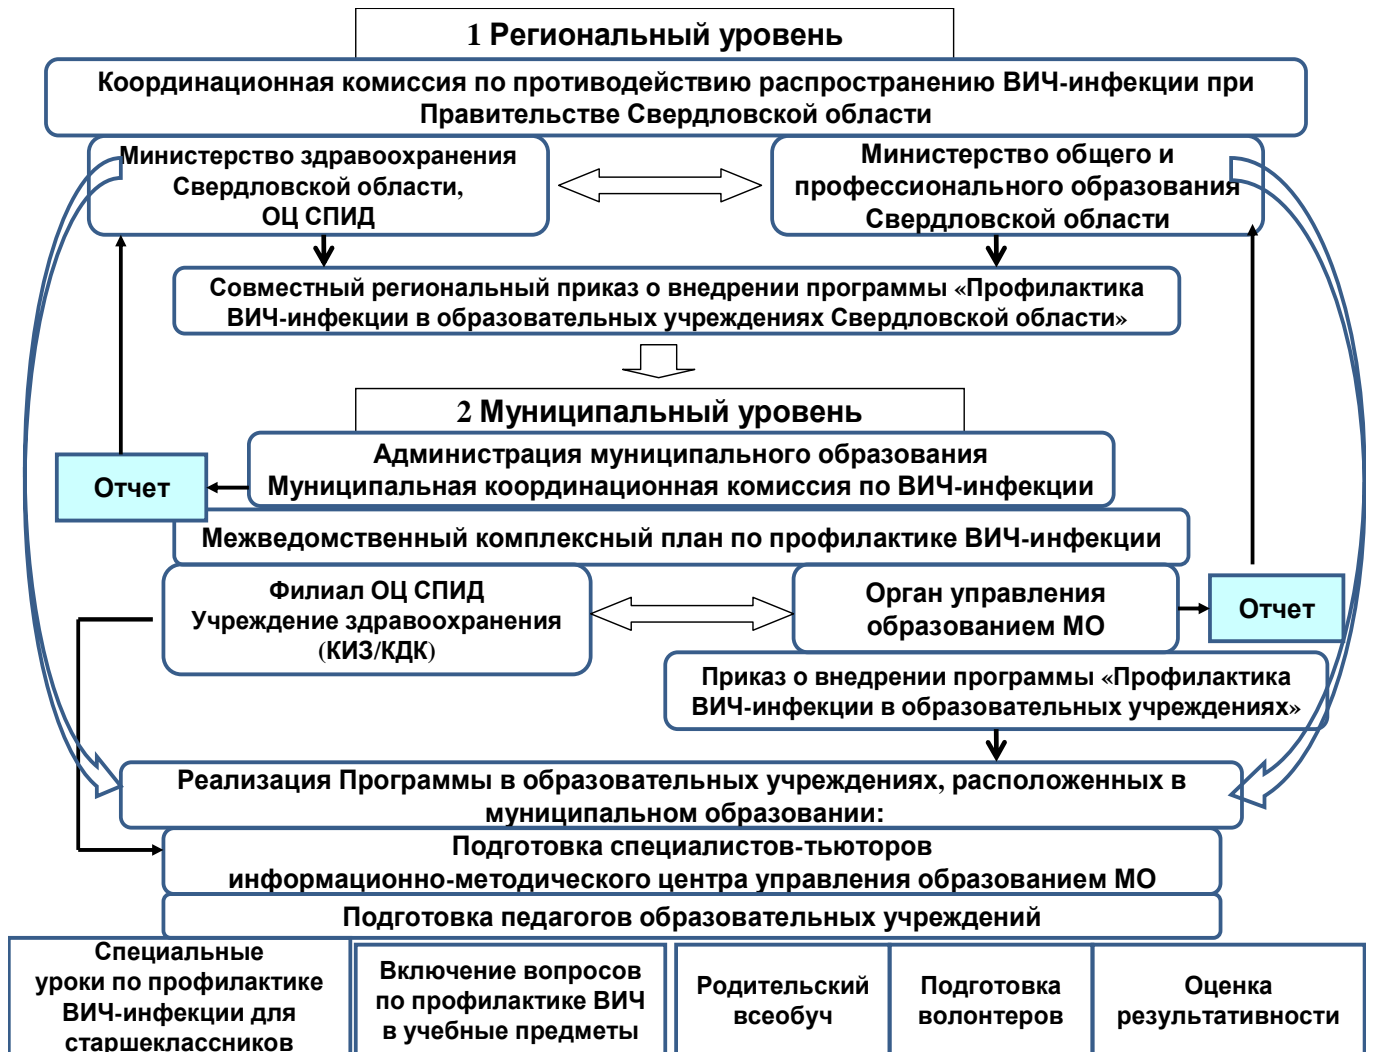 1 Региональный уровень
Координационная комиссия по противодействию распространению ВИЧ-инфекции при
Правительстве Свердловской области
Министерство здравоохранения
Свердловской области,
ОЦ СПИД
Министерство общего и
профессионального образования
Свердловской области
Совместный региональный приказ о внедрении программы «Профилактика
ВИЧ-инфекции в образовательных учреждениях Свердловской области»
2 Муниципальный уровень
Администрация муниципального образования
Муниципальная координационная комиссия по ВИЧ-инфекции
Отчет
Межведомственный комплексный план по профилактике ВИЧ-инфекции
Филиал ОЦ СПИД
Учреждение здравоохранения
(КИЗ/КДК)
Орган управления
образованием МО
Отчет
Приказ о внедрении программы «Профилактика
ВИЧ-инфекции в образовательных учреждениях»
Реализация Программы в образовательных учреждениях, расположенных в
муниципальном образовании:
Подготовка специалистов-тьюторов
информационно-методического центра управления образованием МО
Подготовка педагогов образовательных учреждений
Специальные
уроки по профилактике
ВИЧ-инфекции для
старшеклассников
Включение вопросов
по профилактике ВИЧ
в учебные предметы
Родительский
всеобуч
Подготовка
волонтеров
Оценка
результативности